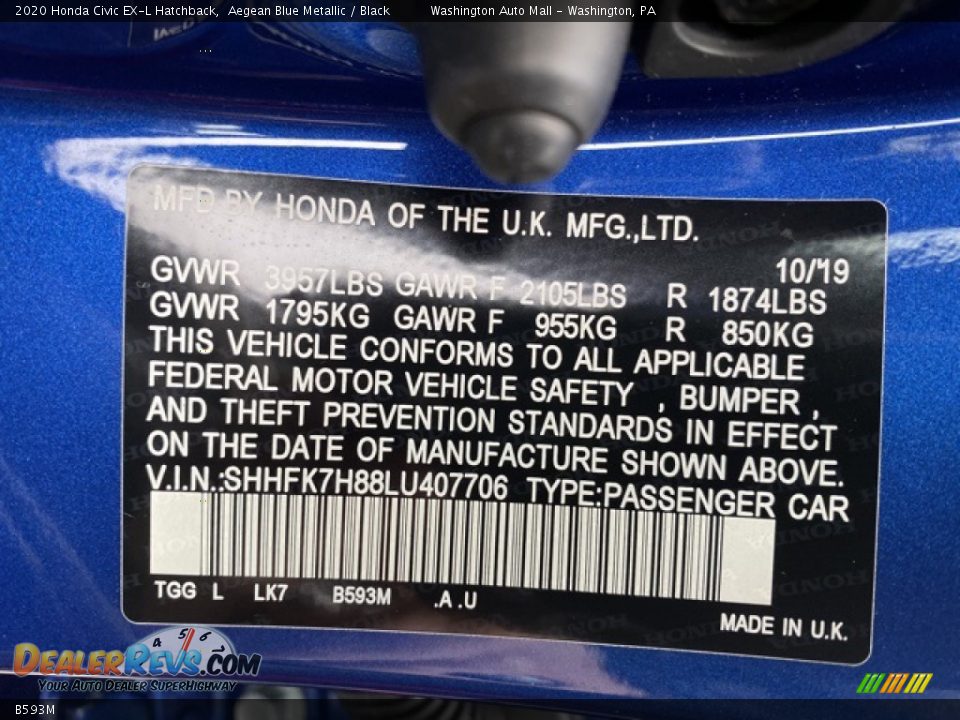 2020 Honda Civic EX-L Hatchback, Aegean Blue Metallic / Black Washington Auto Mall - Washington, PA
MFD BY HONDA OF THE U.K. MFG.,LTD.
10/'19
GVWR 3957LBS GAWR F 2105LBS R 1874LBS
GVWR 1795KG GAWR F 955KG R 850KG
THIS VEHICLE CONFORMS TO ALL APPLICABLE
FEDERAL MOTOR VEHICLE SAFETY , BUMPER ,
AND THEFT PREVENTION STANDARDS IN EFFECT
ON THE DATE OF MANUFACTURE SHOWN ABOVE.
V.I.N.:SHHFK7H88LU407706 TYPE:PASSENGER CAR
TGG L LK7 B593M .A .U
MADE IN U.K.
4 5 6
DEALERREVS.COM
YOUR AUTO DEALER SUPERHIGHWAY
B593M